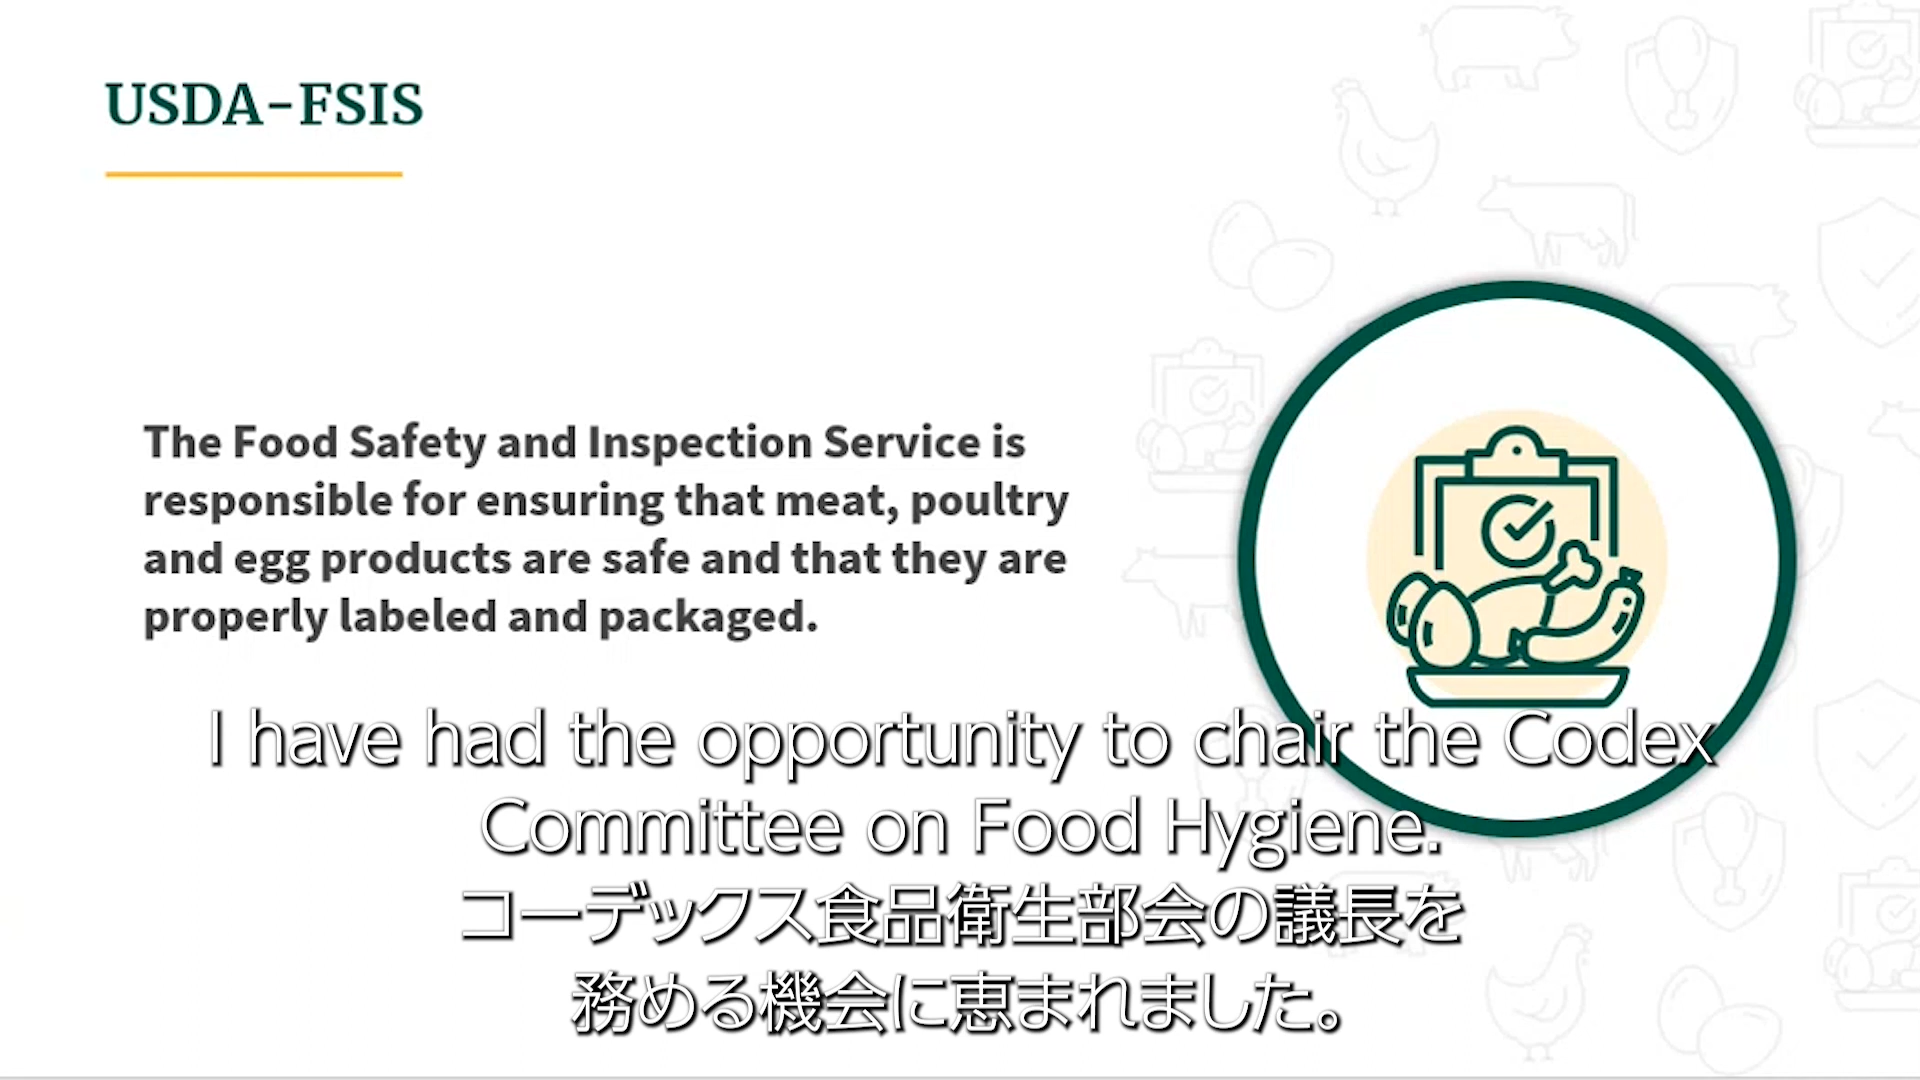 USDA-FSIS
The Food Safety and Inspection Service is
responsible for ensuring that meat, poultry
and egg products are safe and that they are
properly labeled and packaged.
I have had the opportunity to chair the Codex
Committee on Food Hygiene.
コーデックス食品衛生部会の議長を
務める機会に恵まれました。